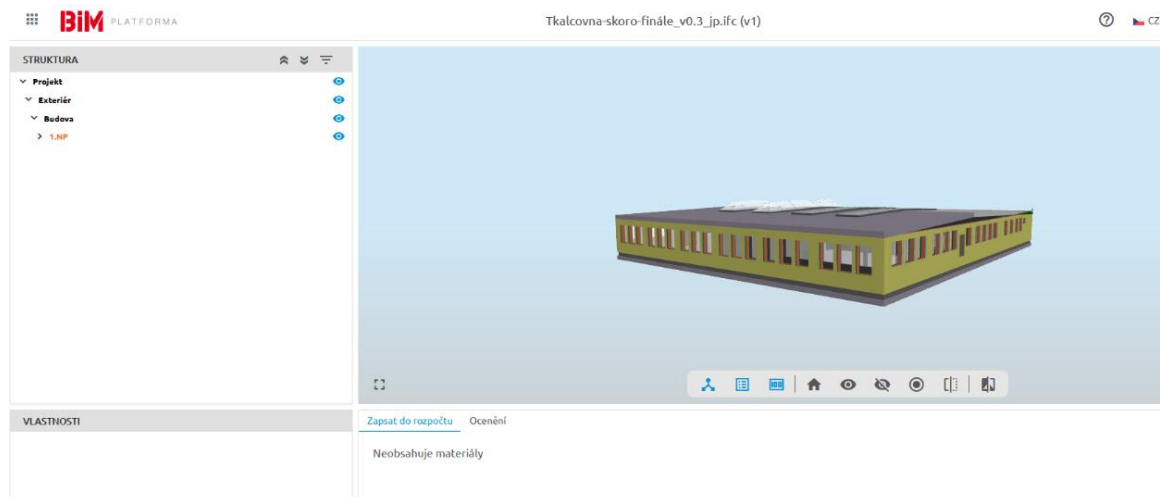 BiM PLATFORMA
Tkalcovna-skoro-finále_v0.3_jp.ifc (v1)
CZ
STRUKTURA
Projekt
Exteriér
Budova
1.NP
VLASTNOSTI
Zapsat do rozpočtu Ocenění
Neobsahuje materiály